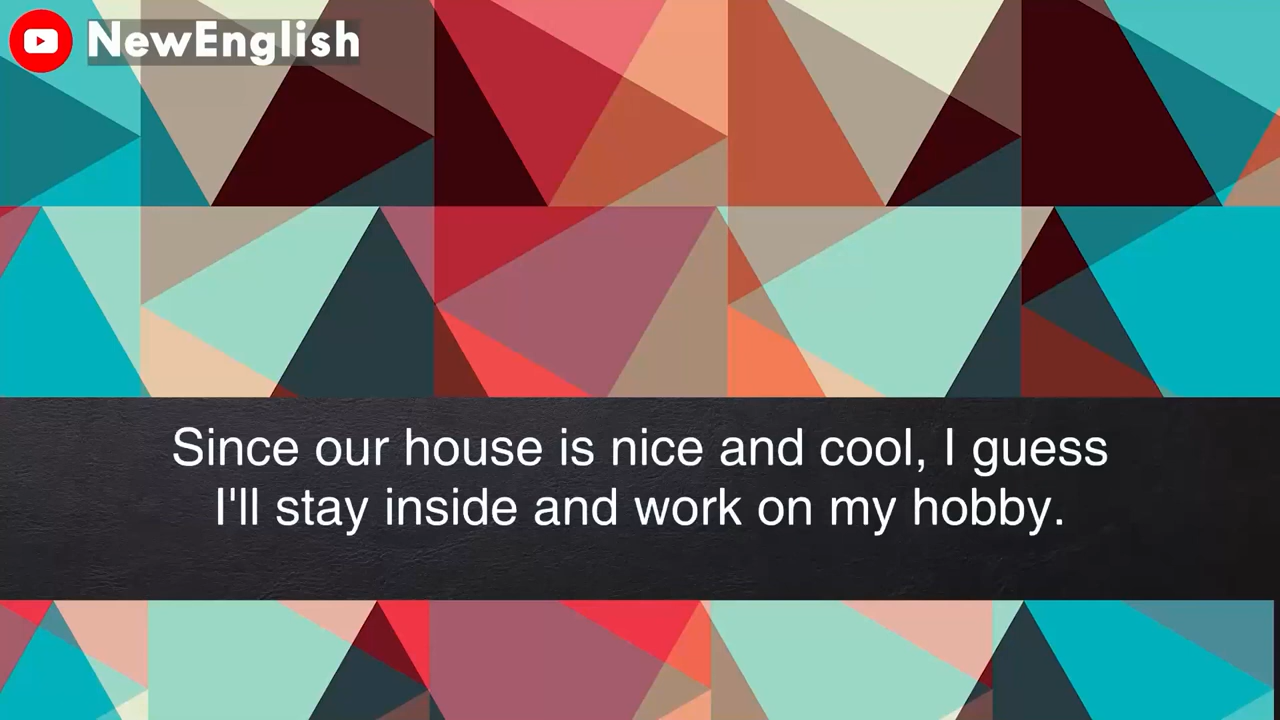 NewEnglish
Since our house is nice and cool, I guess
I'll stay inside and work on my hobby.